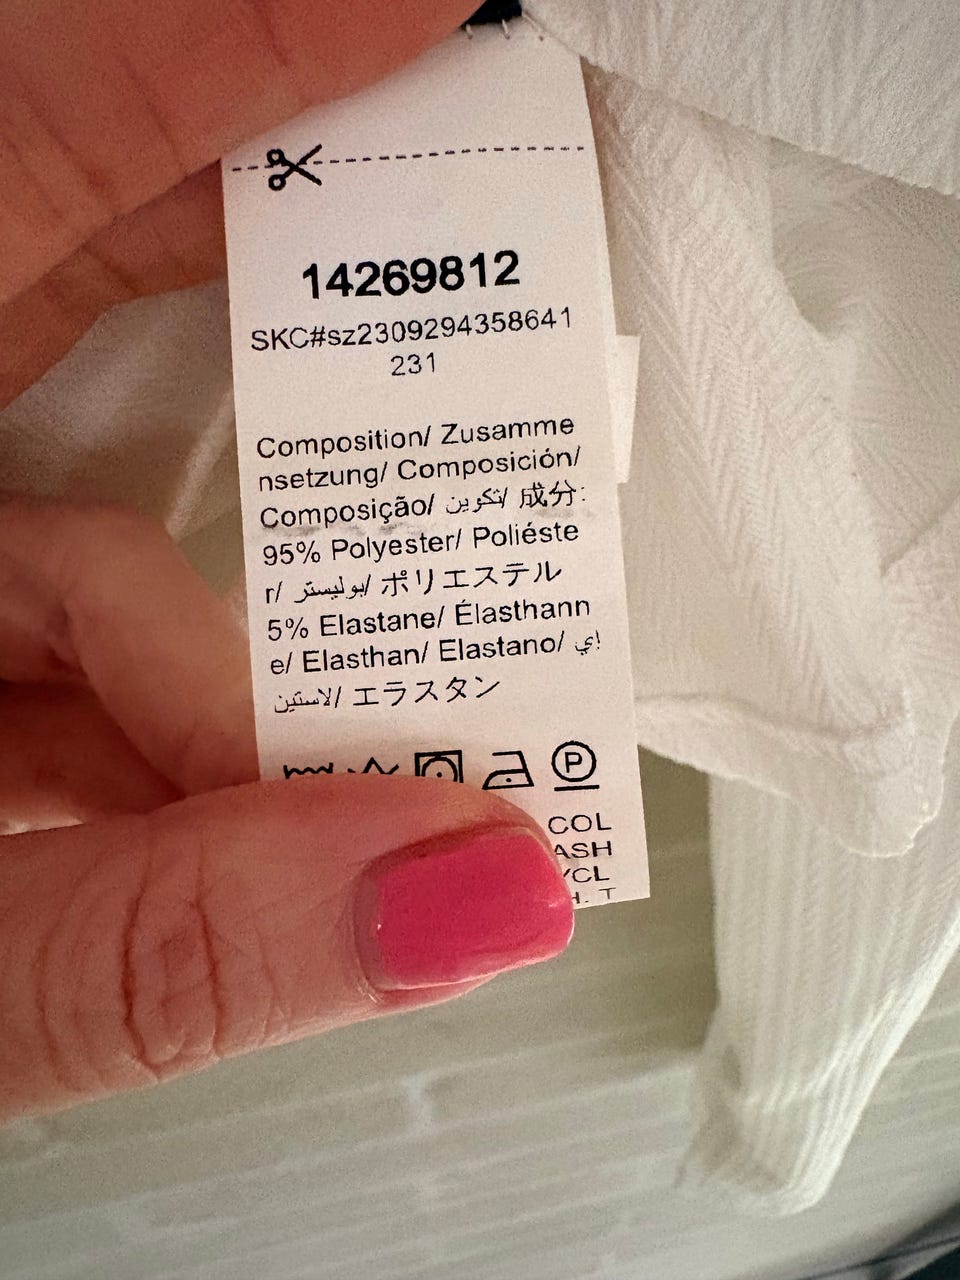 14269812
SKC#sz2309294358641
231
Composition/ Zusamme
nsetzung/ Composición/
Composição/ تكوين/ 成分:
95% Polyester/ Poliéste
r/ بوليستر/ ポリエステル
5% Elastane/ Élasthann
e/ Elasthan/ Elastano/ إي
لاستين/ エラスタン
P
COL
ASH
YCL
H. T